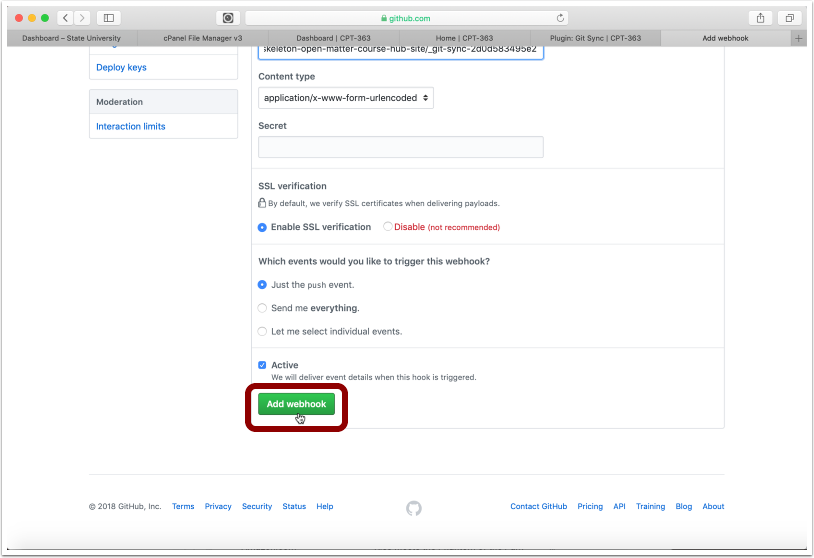 github.com
Dashboard – State University
cPanel File Manager v3
Dashboard | CPT-363
Home | CPT-363
Plugin: Git Sync | CPT-363
Add webhook
skeleton-open-matter-course-hub-site/_git-sync-2d0d583495e2
Deploy keys
Content type
Moderation
application/x-www-form-urlencoded
Interaction limits
Secret
SSL verification
By default, we verify SSL certificates when delivering payloads.
Enable SSL verification Disable (not recommended)
Which events would you like to trigger this webhook?
Just the push event.
Send me everything.
Let me select individual events.
Active
We will deliver event details when this hook is triggered.
Add webhook
© 2018 GitHub, Inc. Terms Privacy Security Status Help
Contact GitHub Pricing API Training Blog About